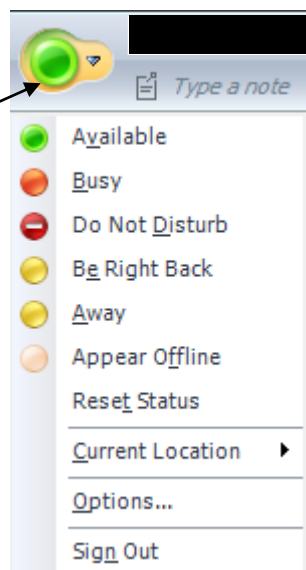 Type a note
Available
Busy
Do Not Disturb
Be Right Back
Away
Appear Offline
Reset Status
Current Location
Options...
Sign Out